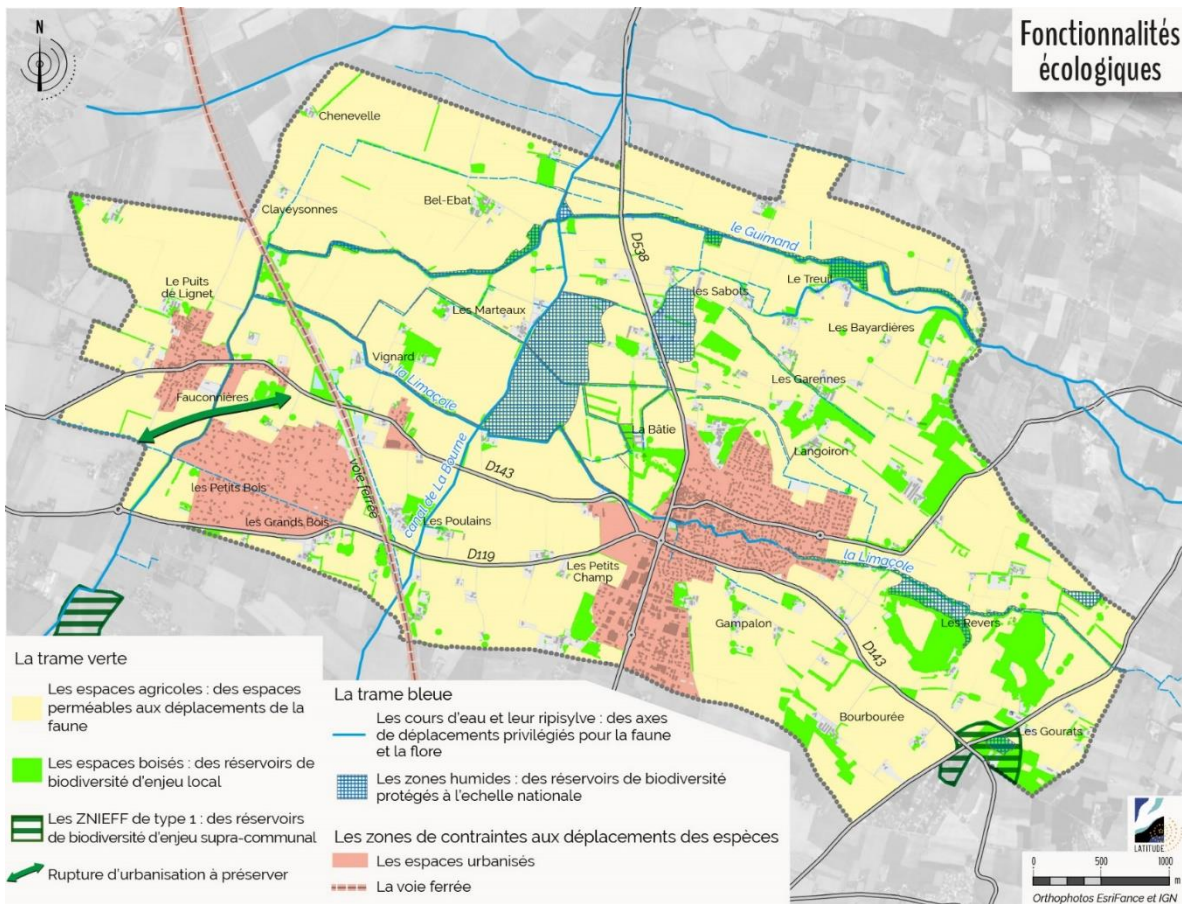 Fonctionnalités
écologiques
N
Chenevelle
Bel-Ebat
Claveysonnes
le Guimand
D538
Le Puits
de Lignet
les Sabots
Le Treuil
Les Marteaux
Les Bayardières
Vignard
la Limaçole
Fauconnières
Les Garennes
La Bâtie
Langoiron
voie ferrée
canal de La Bourne
D143
les Petits Bois
les Grands Bois
Les Poulains
D119
Les Petits
Champ
la Limaçole
Gampalon
Les Revers
D143
Bourbourée
Les Gourats
La trame verte
Les espaces agricoles : des espaces
perméables aux déplacements de la
faune
Les espaces boisés : des réservoirs de
biodiversité d'enjeu local
Les ZNIEFF de type 1 : des réservoirs
de biodiversité d'enjeu supra-communal
Rupture d'urbanisation à préserver
La trame bleue
Les cours d'eau et leur ripisylve : des axes
de déplacements privilégiés pour la faune
et la flore
Les zones humides : des réservoirs de biodiversité
protégés à l'echelle nationale
Les zones de contraintes aux déplacements des espèces
Les espaces urbanisés
La voie ferrée
LATITUDE
0 500 1000
m
Orthophotos EsriFance et IGN